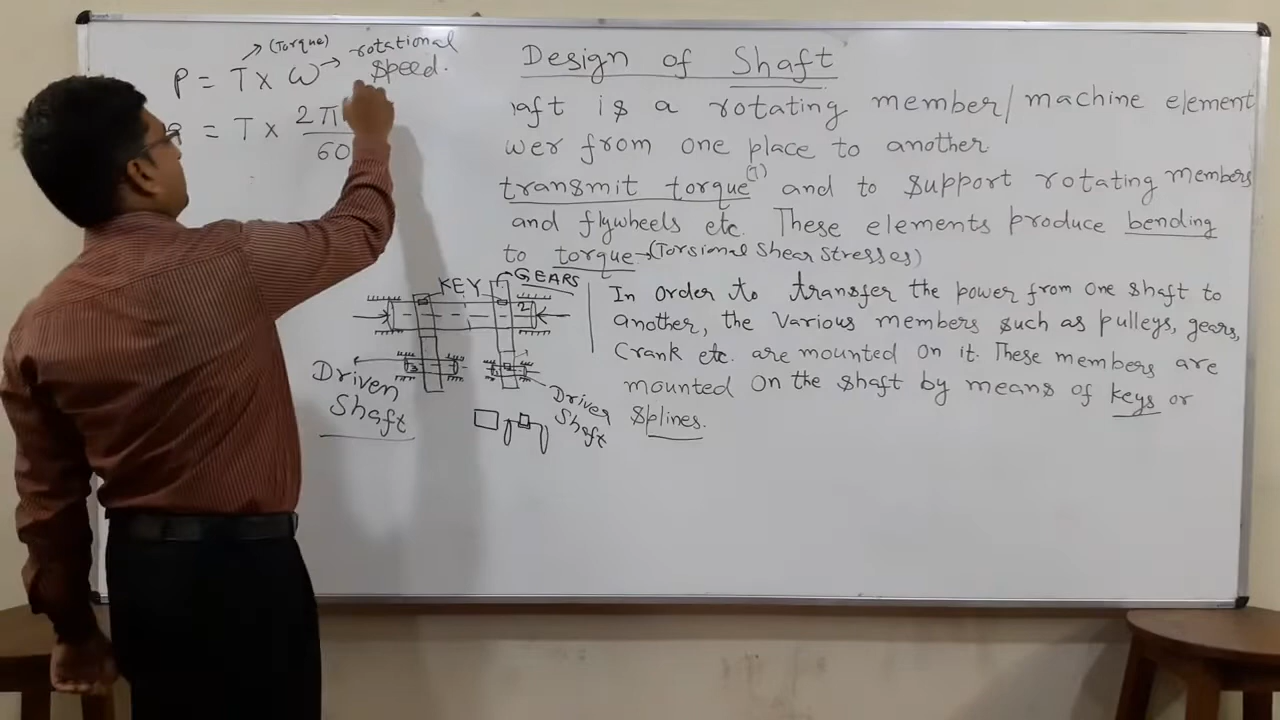 (Torque)
rotational
P = T × ω → speed.
= T × 2π
60
Design of Shaft
aft is a rotating member/machine element
wer from one place to another
transmit torque(T) and to support rotating members
and flywheels etc. These elements produce bending
to torque→(Torsional Shear Stresses)
KEY
GEARS
2
In order to transfer the power from one shaft to
another, the various members such as pulleys, gears,
Crank etc. are mounted on it. These members are
mounted on the shaft by means of keys or
splines.
Driven
Shaft
Driver
Shaft